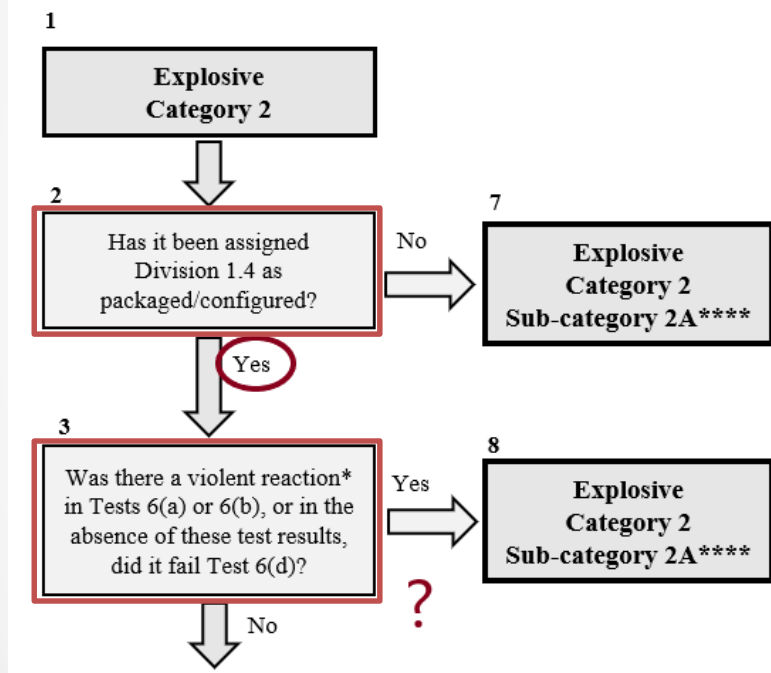 1
Explosive
Category 2
2
Has it been assigned
Division 1.4 as
packaged/configured?
No
7
Explosive
Category 2
Sub-category 2A****
Yes
3
Was there a violent reaction*
in Tests 6(a) or 6(b), or in the
absence of these test results,
did it fail Test 6(d)?
Yes
8
Explosive
Category 2
Sub-category 2A****
?
No